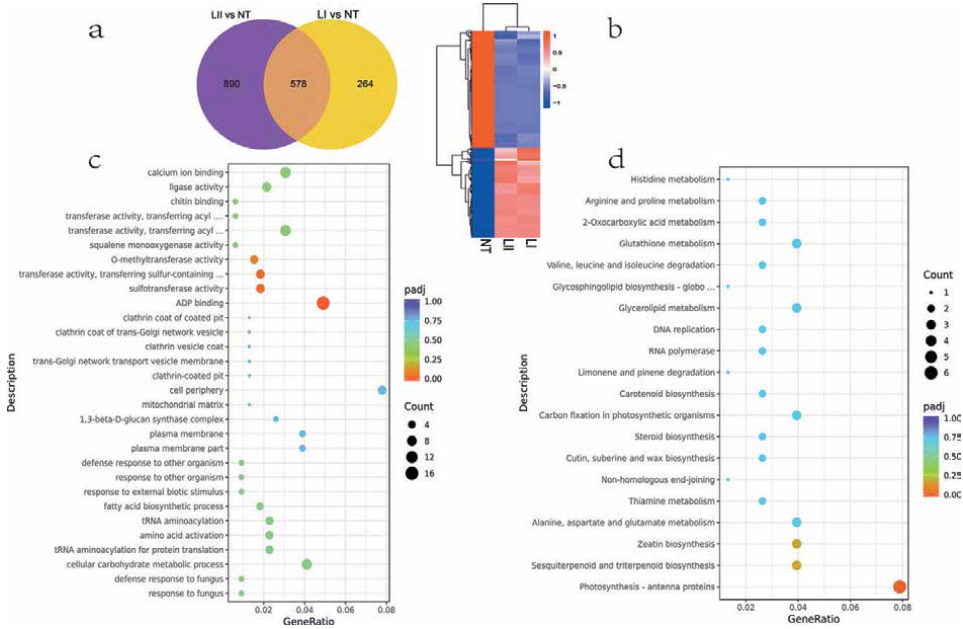 a
LII vs NT
LI vs NT
890
578
264
1
0.5
0
−0.5
−1
NT
LII
LI
b
c
Description
calcium ion binding
ligase activity
chitin binding
transferase activity, transferring acyl ....
transferase activity, transferring acyl ...
squalene monooxygenase activity
O-methyltransferase activity
transferase activity, transferring sulfur-containing ...
sulfotransferase activity
ADP binding
clathrin coat of coated pit
clathrin coat of trans-Golgi network vesicle
clathrin vesicle coat
trans-Golgi network transport vesicle membrane
clathrin-coated pit
cell periphery
mitochondrial matrix
1,3-beta-D-glucan synthase complex
plasma membrane
plasma membrane part
defense response to other organism
response to other organism
response to external biotic stimulus
fatty acid biosynthetic process
tRNA aminoacylation
amino acid activation
tRNA aminoacylation for protein translation
cellular carbohydrate metabolic process
defense response to fungus
response to fungus
0.02
0.04
0.06
0.08
GeneRatio
padj
1.00
0.75
0.50
0.25
0.00
Count
4
8
12
16
d
Description
Histidine metabolism
Arginine and proline metabolism
2-Oxocarboxylic acid metabolism
Glutathione metabolism
Valine, leucine and isoleucine degradation
Glycosphingolipid biosynthesis - globo ...
Glycerolipid metabolism
DNA replication
RNA polymerase
Limonene and pinene degradation
Carotenoid biosynthesis
Carbon fixation in photosynthetic organisms
Steroid biosynthesis
Cutin, suberine and wax biosynthesis
Non-homologous end-joining
Thiamine metabolism
Alanine, aspartate and glutamate metabolism
Zeatin biosynthesis
Sesquiterpenoid and triterpenoid biosynthesis
Photosynthesis - antenna proteins
0.02
0.04
0.06
0.08
GeneRatio
Count
1
2
3
4
5
6
padj
1.00
0.75
0.50
0.25
0.00